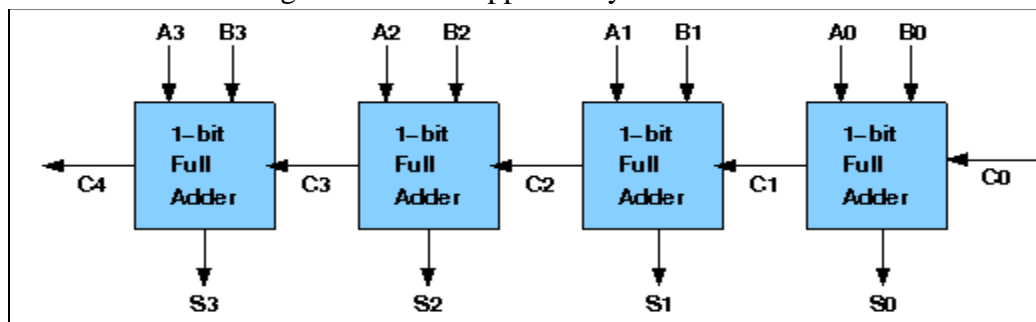 A3 B3 A2 B2 A1 B1 A0 B0
1-bit 1-bit 1-bit 1-bit
Full Full Full Full
Adder Adder Adder Adder
C4 C3 C2 C1 C0
S3 S2 S1 S0